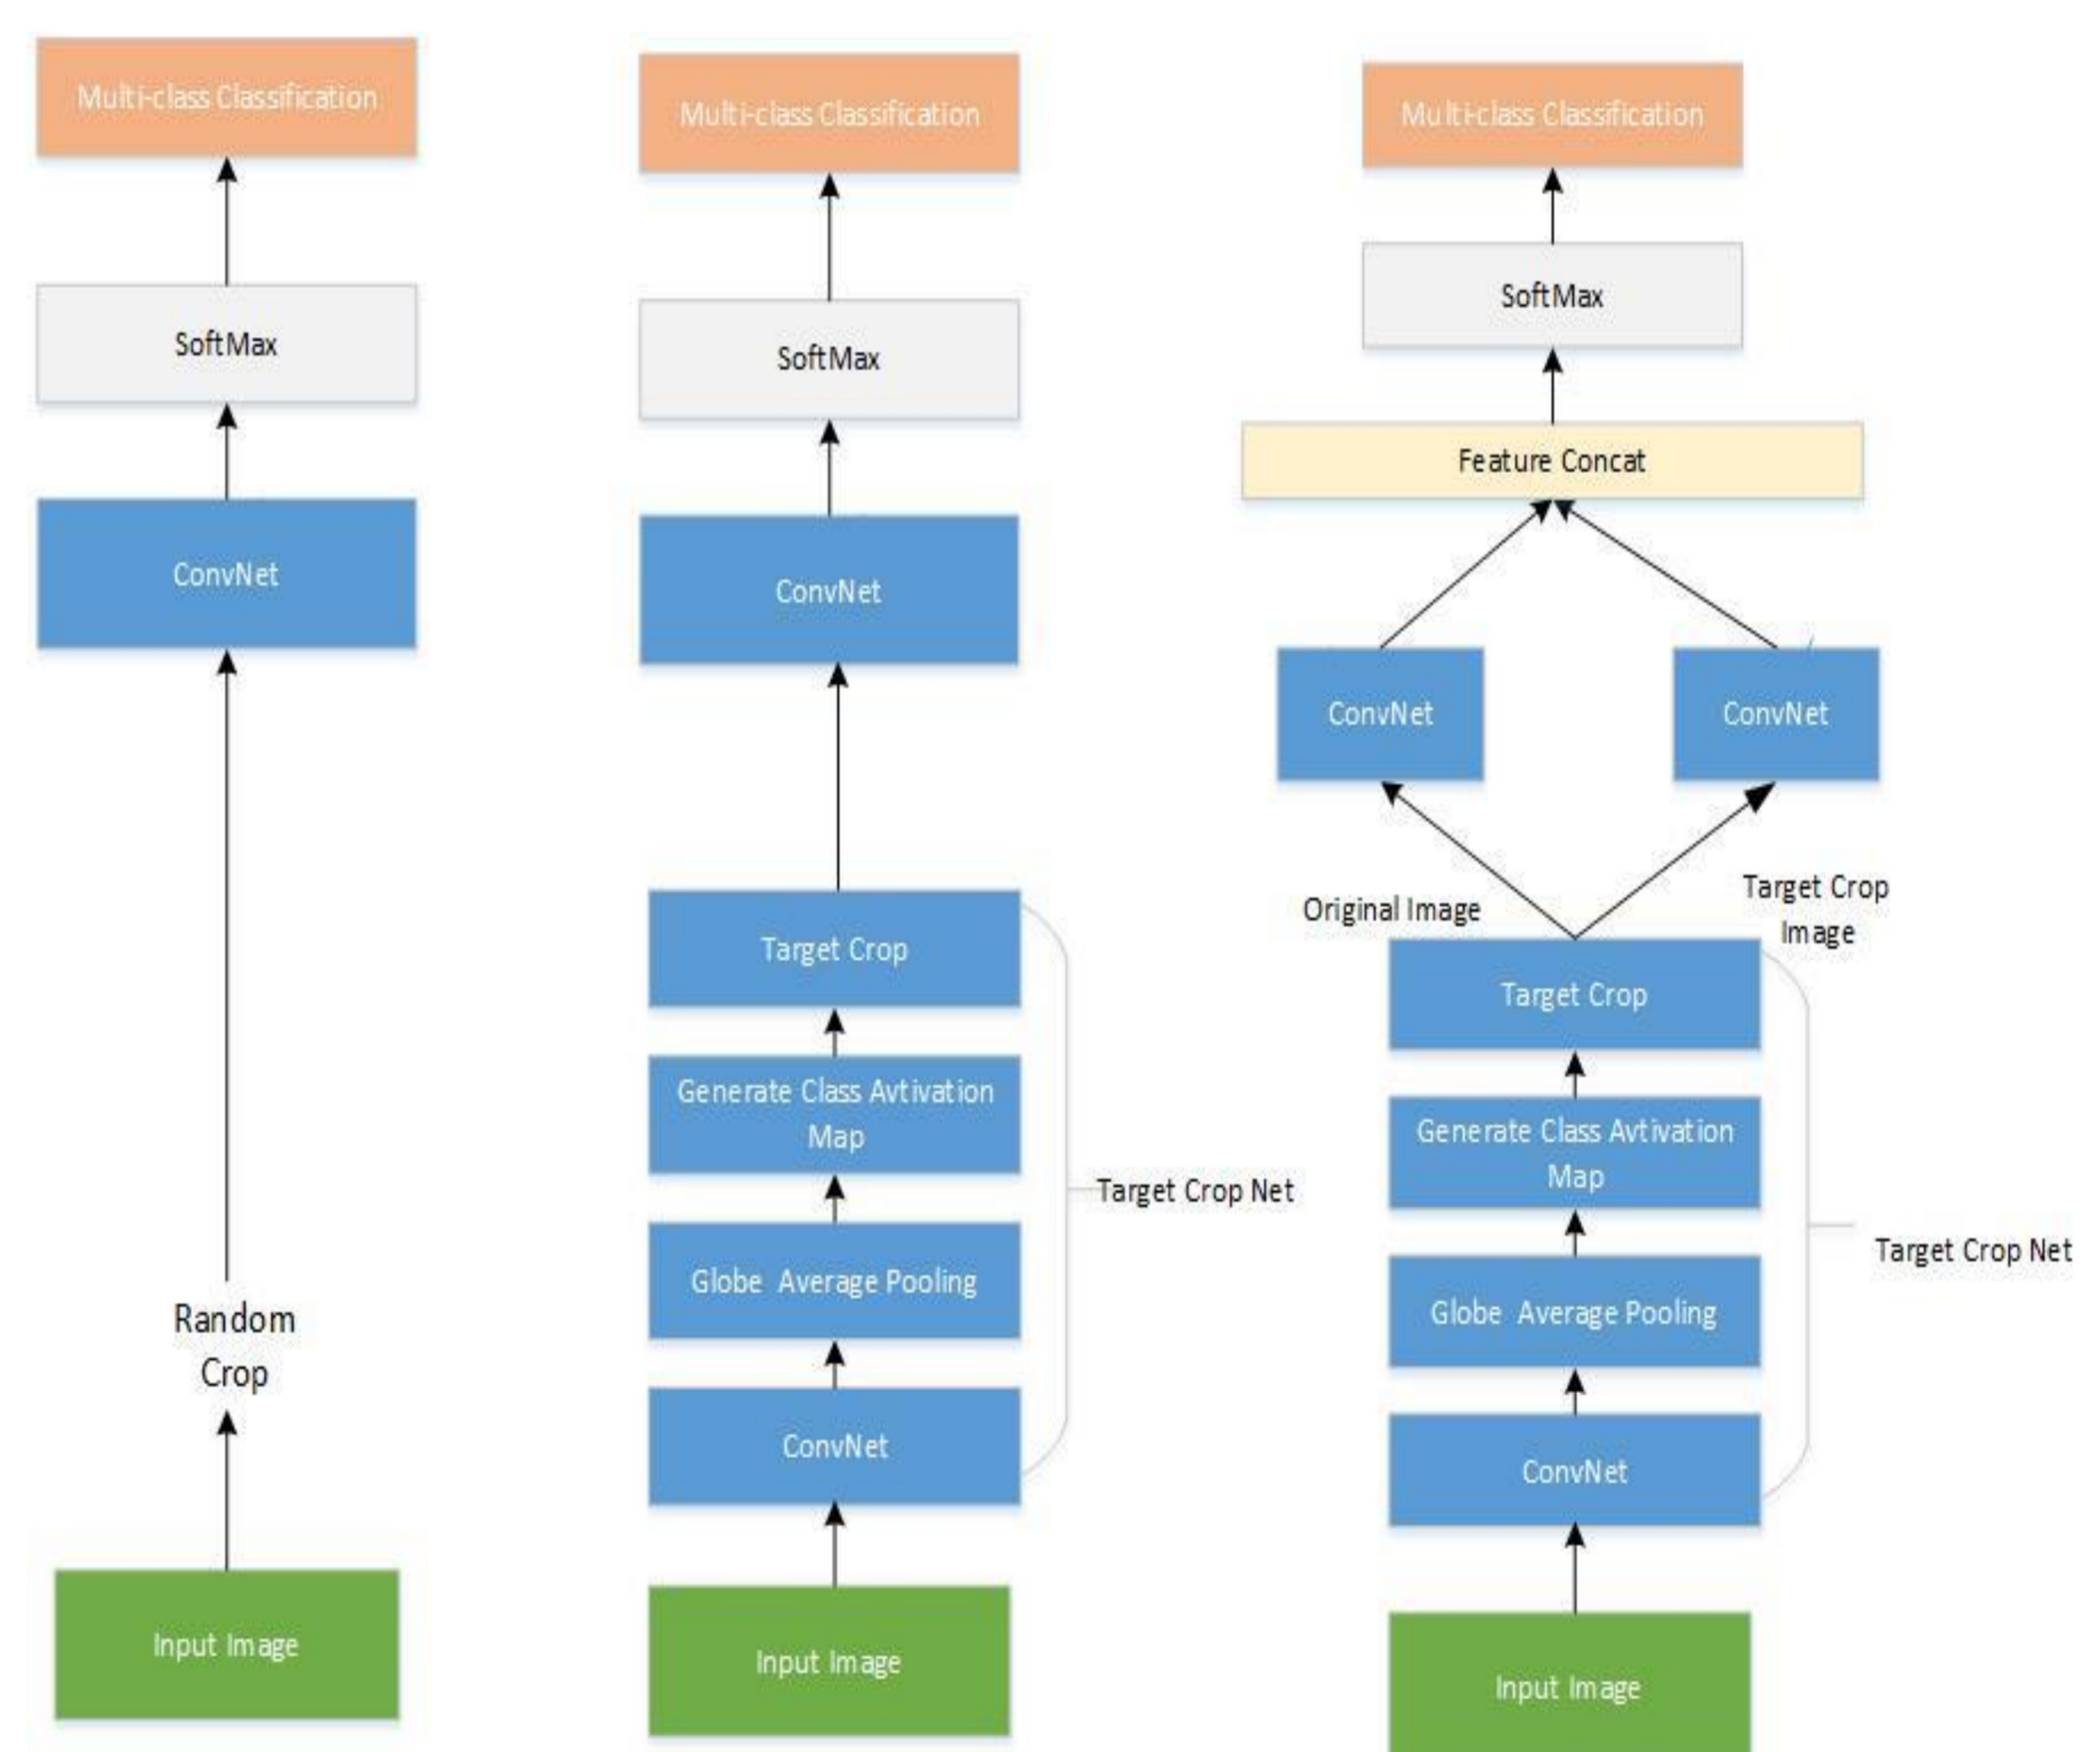 Multi-class Classification
SoftMax
ConvNet
Random
Crop
Input Image
Multi-class Classification
SoftMax
ConvNet
Target Crop
Generate Class Avtivation
Map
Globe Average Pooling
ConvNet
Input Image
Target Crop Net
Multi-class Classification
SoftMax
Feature Concat
ConvNet
ConvNet
Original Image
Target Crop
Image
Target Crop
Generate Class Avtivation
Map
Globe Average Pooling
ConvNet
Input Image
Target Crop Net